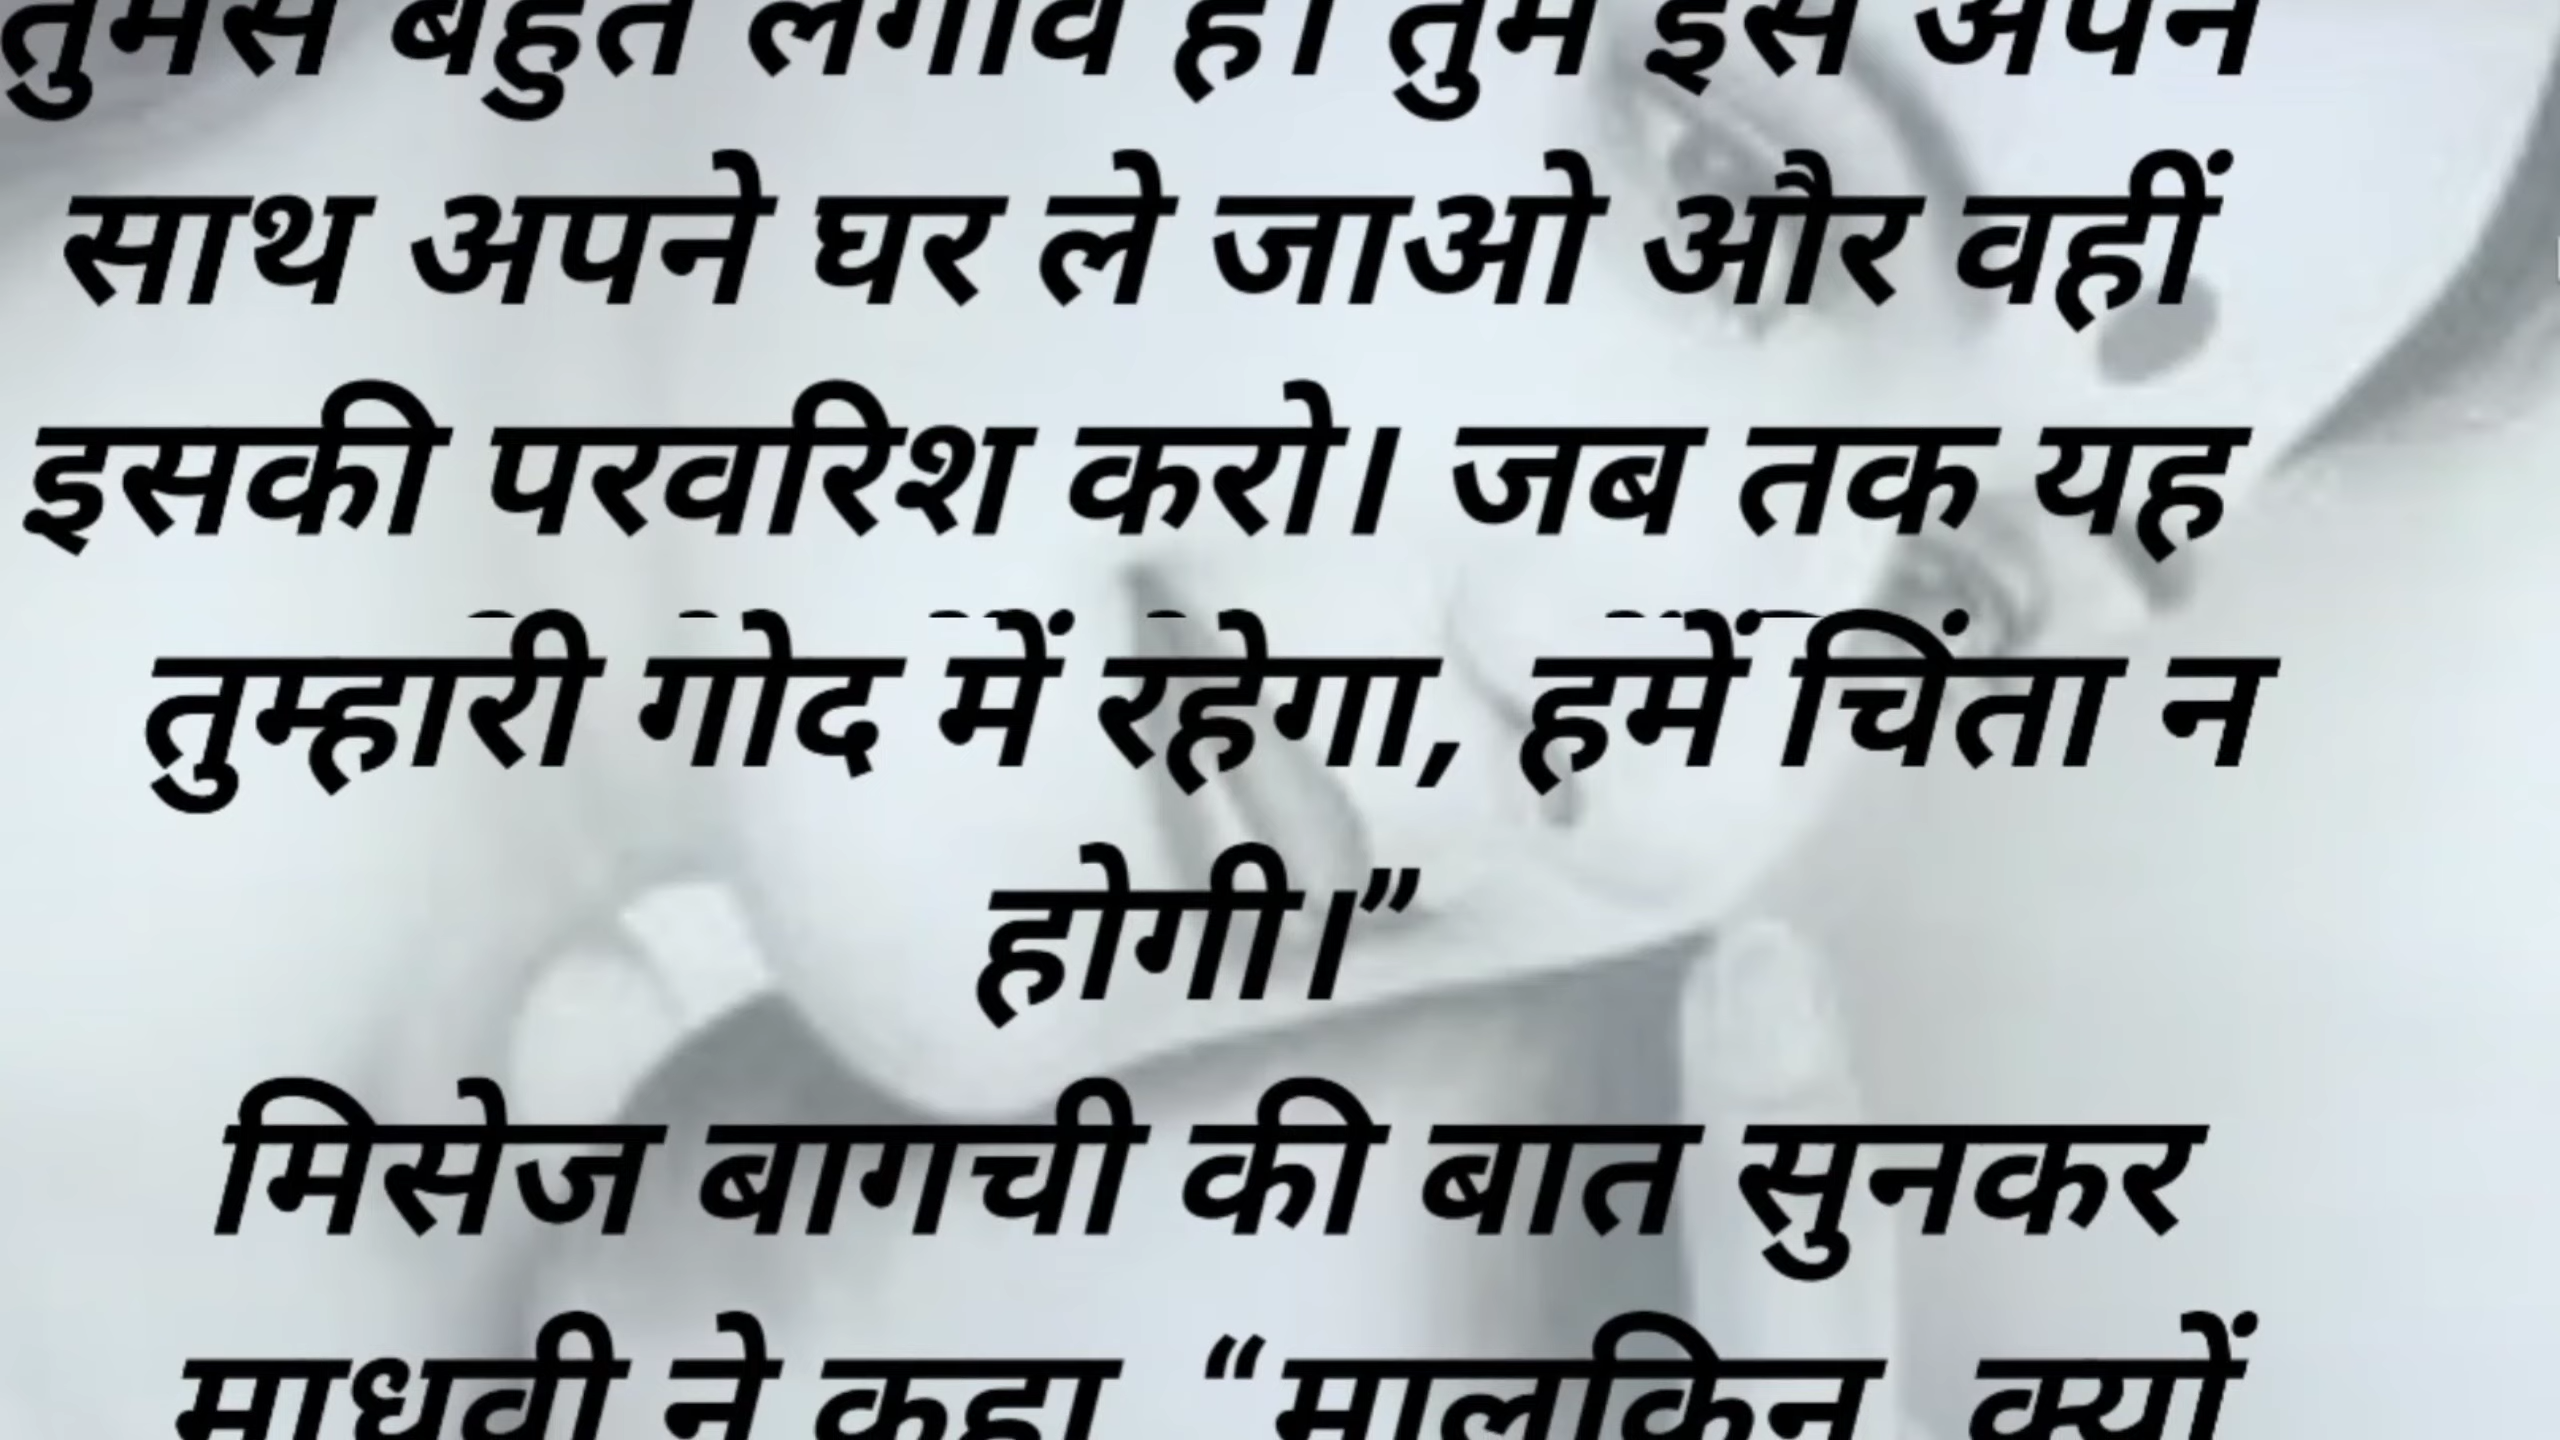 तुमसे बहुत लगाव है। तुम इसे अपने
साथ अपने घर ले जाओ और वहीं
इसकी परवरिश करो। जब तक यह
तुम्हारी गोद में रहेगा, हमें चिंता न
होगी।”
मिसेज बागची की बात सुनकर
माधवी ने कहा, “मालकिन, क्यों